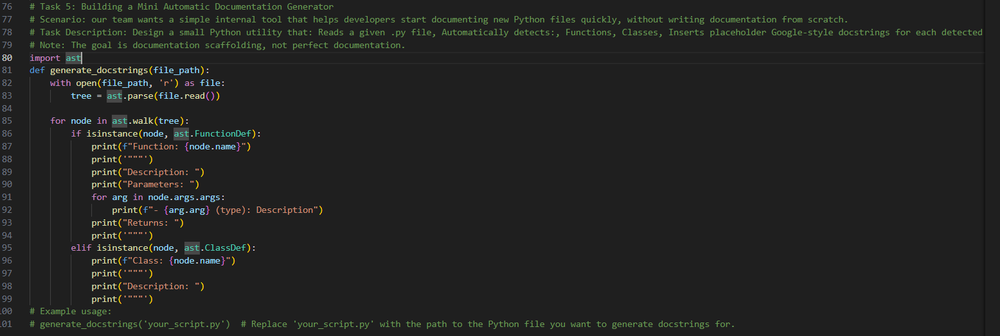 76 # Task 5: Building a Mini Automatic Documentation Generator
77 # Scenario: our team wants a simple internal tool that helps developers start documenting new Python files quickly, without writing documentation from scratch.
78 # Task Description: Design a small Python utility that: Reads a given .py file, Automatically detects:, Functions, Classes, Inserts placeholder Google-style docstrings for each detected
79 # Note: The goal is documentation scaffolding, not perfect documentation.
80 import ast
81 def generate_docstrings(file_path):
82     with open(file_path, 'r') as file:
83         tree = ast.parse(file.read())
84
85     for node in ast.walk(tree):
86         if isinstance(node, ast.FunctionDef):
87             print(f"Function: {node.name}")
88             print('"""')
89             print("Description: ")
90             print("Parameters: ")
91             for arg in node.args.args:
92                 print(f"- {arg.arg} (type): Description")
93             print("Returns: ")
94             print('"""')
95         elif isinstance(node, ast.ClassDef):
96             print(f"Class: {node.name}")
97             print('"""')
98             print("Description: ")
99             print('"""')
100 # Example usage:
101 # generate_docstrings('your_script.py')  # Replace 'your_script.py' with the path to the Python file you want to generate docstrings for.